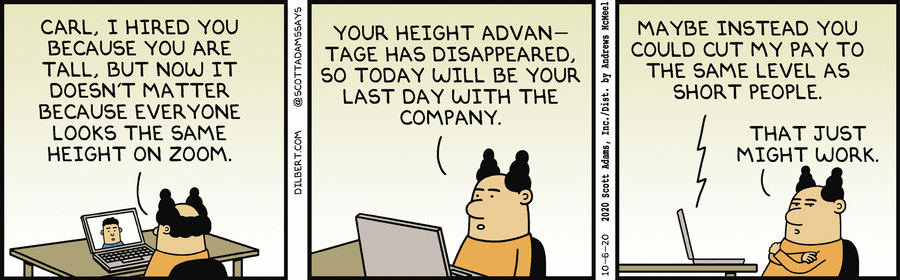 CARL, I HIRED YOU
BECAUSE YOU ARE
TALL, BUT NOW IT
DOESN'T MATTER
BECAUSE EVERYONE
LOOKS THE SAME
HEIGHT ON ZOOM.
DILBERT.COM @SCOTTADAMSSAYS
YOUR HEIGHT ADVAN-
TAGE HAS DISAPPEARED,
SO TODAY WILL BE YOUR
LAST DAY WITH THE
COMPANY.
10-6-20 2020 Scott Adams, Inc./Dist. by Andrews McMeel
MAYBE INSTEAD YOU
COULD CUT MY PAY TO
THE SAME LEVEL AS
SHORT PEOPLE.
THAT JUST
MIGHT WORK.